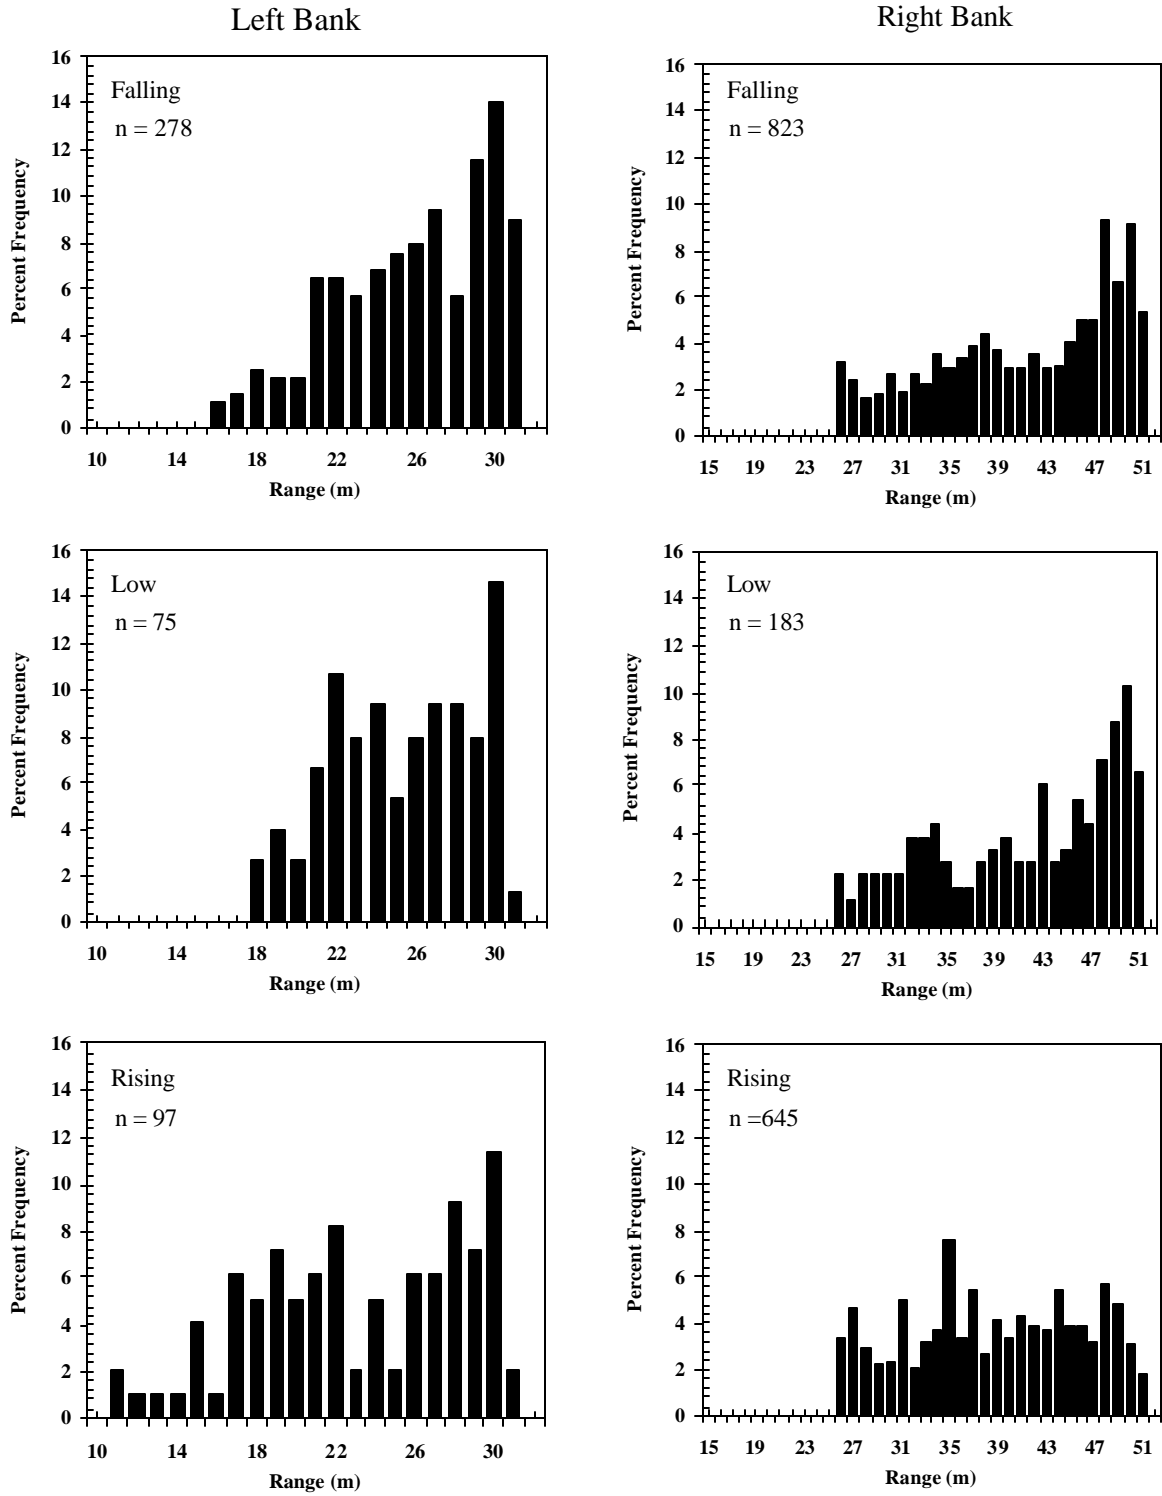 Left Bank
Right Bank
Falling
n = 278
Percent Frequency
16
14
12
10
8
6
4
2
0
10 14 18 22 26 30
Range (m)
Falling
n = 823
Percent Frequency
16
14
12
10
8
6
4
2
0
15 19 23 27 31 35 39 43 47 51
Range (m)
Low
n = 75
Percent Frequency
16
14
12
10
8
6
4
2
0
10 14 18 22 26 30
Range (m)
Low
n = 183
Percent Frequency
16
14
12
10
8
6
4
2
0
15 19 23 27 31 35 39 43 47 51
Range (m)
Rising
n = 97
Percent Frequency
16
14
12
10
8
6
4
2
0
10 14 18 22 26 30
Range (m)
Rising
n =645
Percent Frequency
16
14
12
10
8
6
4
2
0
15 19 23 27 31 35 39 43 47 51
Range (m)